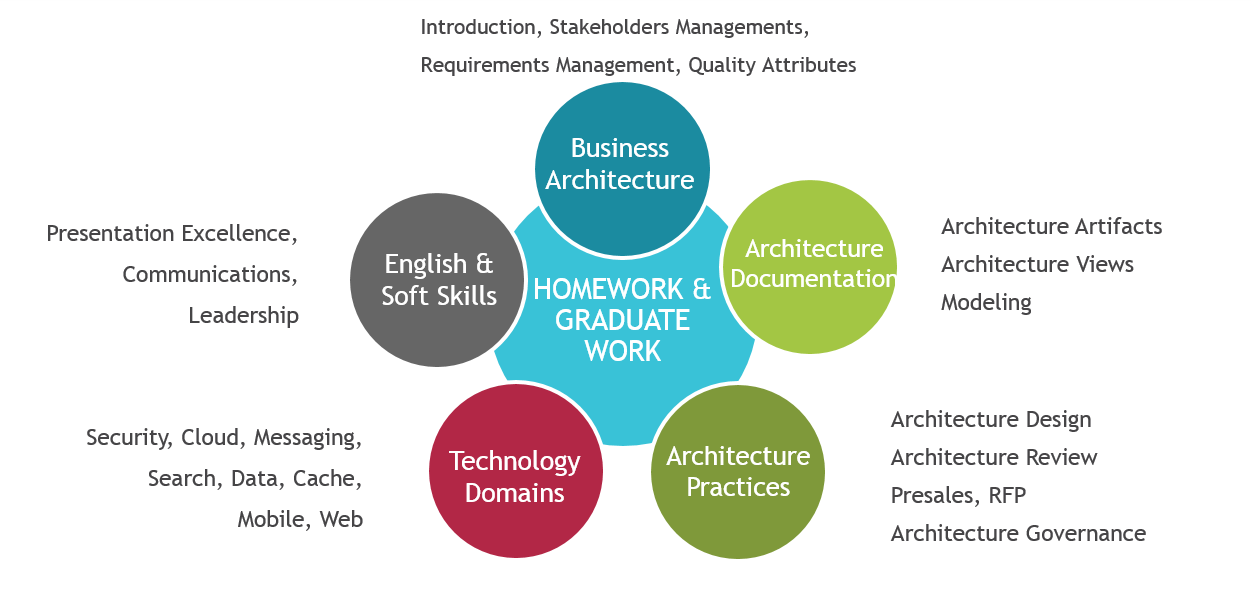 Introduction, Stakeholders Managements,
Requirements Management, Quality Attributes
Business
Architecture
Architecture
Documentation
Architecture Artifacts
Architecture Views
Modeling
English &
Soft Skills
Presentation Excellence,
Communications,
Leadership
HOMEWORK &
GRADUATE
WORK
Technology
Domains
Security, Cloud, Messaging,
Search, Data, Cache,
Mobile, Web
Architecture
Practices
Architecture Design
Architecture Review
Presales, RFP
Architecture Governance